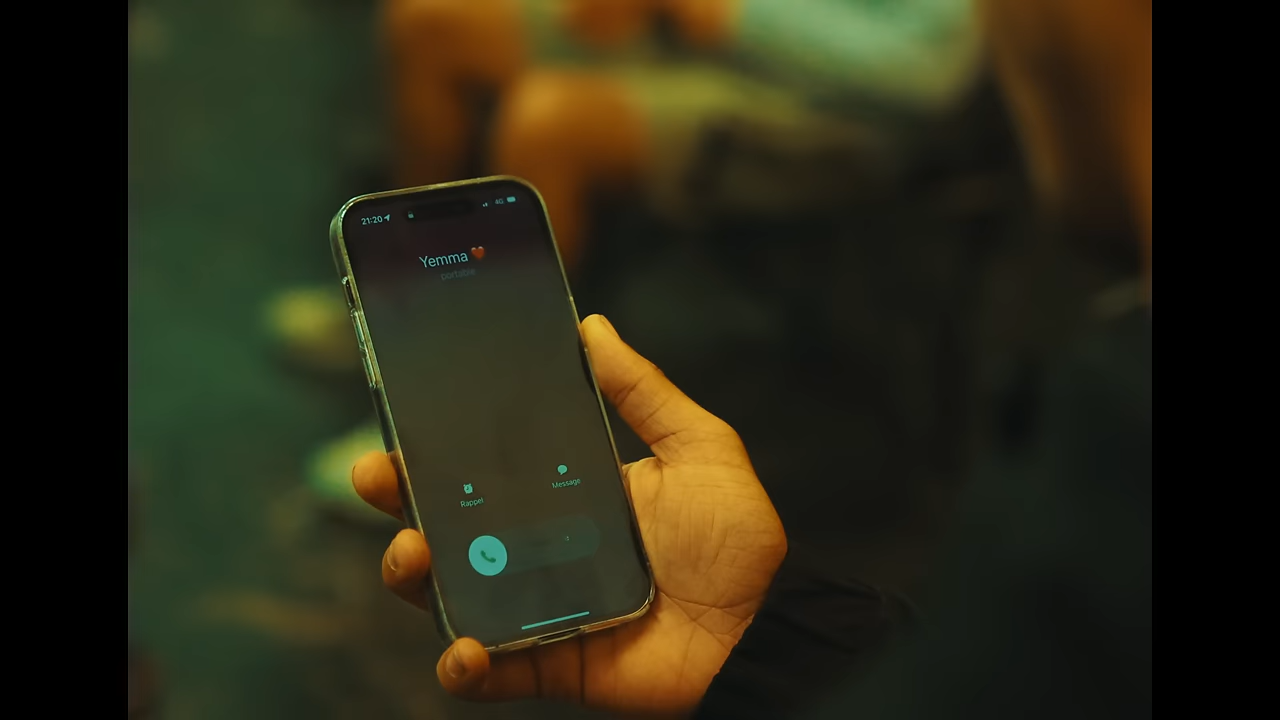 21:20
4G
Yemma ❤️
portable
Rappel
Message